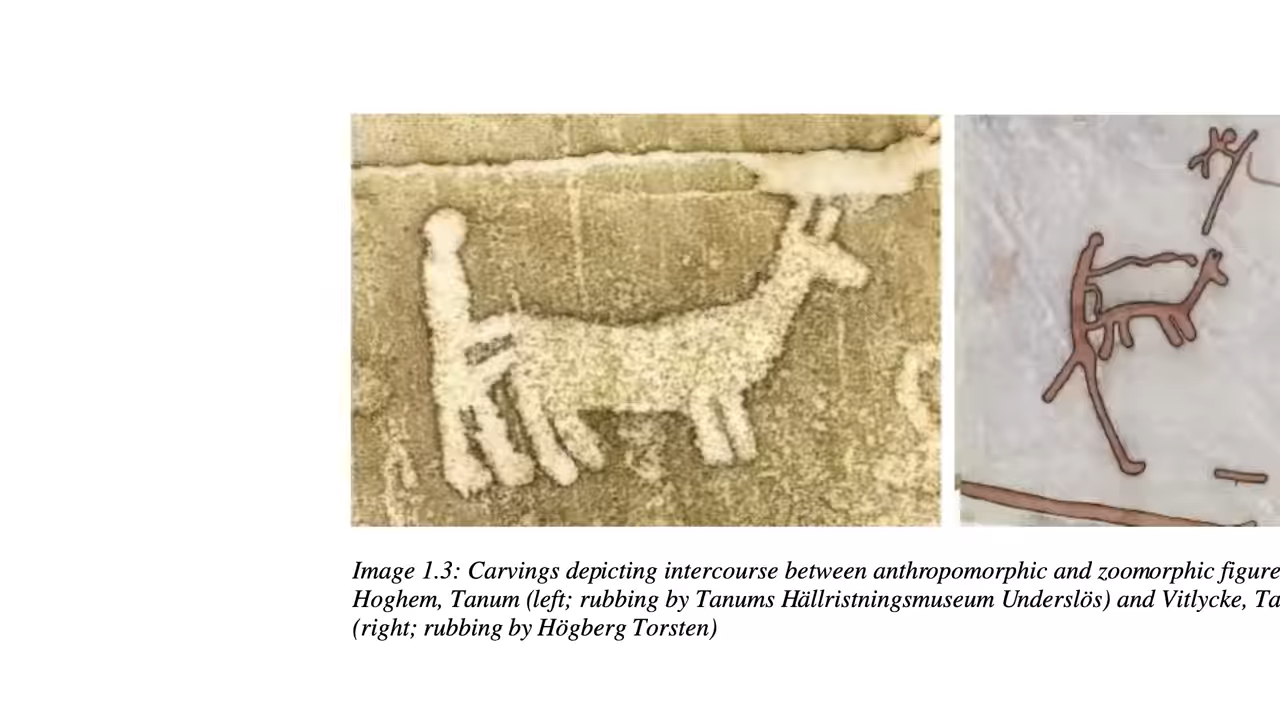 Image 1.3: Carvings depicting intercourse between anthropomorphic and zoomorphic figure
Hoghem, Tanum (left; rubbing by Tanums Hällristningsmuseum Underslös) and Vitlycke, Ta
(right; rubbing by Högberg Torsten)